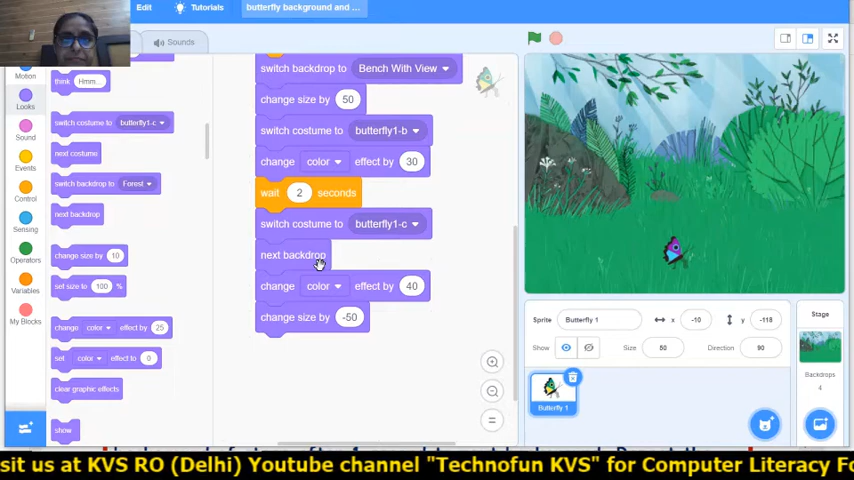 Edit
Tutorials
butterfly background and ...
Sounds
Motion
Looks
Sound
Events
Control
Sensing
Operators
Variables
My Blocks
think Hmm...
switch costume to butterfly1-c
next costume
switch backdrop to Forest
next backdrop
change size by 10
set size to 100 %
change color effect by 25
set color effect to 0
clear graphic effects
show
switch backdrop to Bench With View
change size by 50
switch costume to butterfly1-b
change color effect by 30
wait 2 seconds
switch costume to butterfly1-c
next backdrop
change color effect by 40
change size by -50
Sprite Butterfly 1
x -10
y -118
Show
Size 50
Direction 90
Butterfly 1
Stage
Backdrops
4
sit us at KVS RO (Delhi) Youtube channel "Technofun KVS" for Computer Literacy Fo